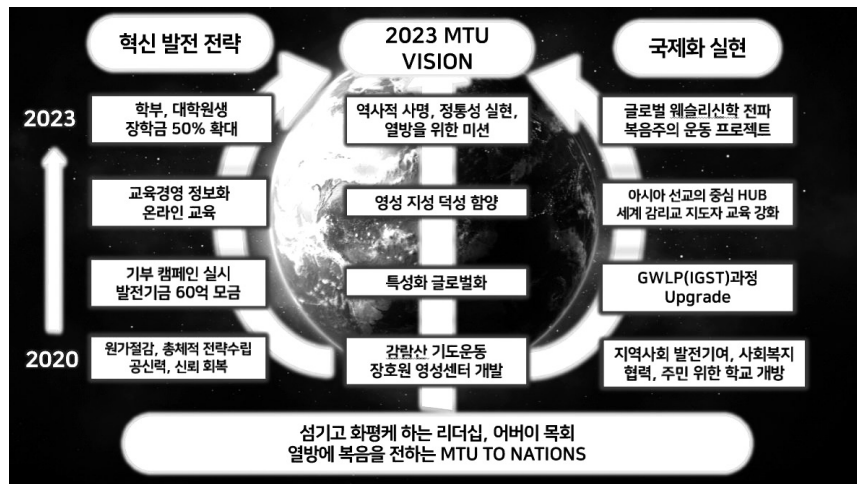 혁신 발전 전략
2023 MTU
VISION
국제화 실현
2023
학부, 대학원생
장학금 50% 확대
역사적 사명, 정통성 실현,
열방을 위한 미션
글로벌 웨슬리신학 전파
복음주의 운동 프로젝트
교육경영 정보화
온라인 교육
영성 지성 덕성 함양
아시아 선교의 중심 HUB
세계 감리교 지도자 교육 강화
기부 캠페인 실시
발전기금 60억 모금
특성화 글로벌화
GWLP(IGST)과정
Upgrade
2020
원가절감, 총체적 전략수립
공신력, 신뢰 회복
감람산 기도운동
장호원 영성센터 개발
지역사회 발전기여, 사회복지
협력, 주민 위한 학교 개방
섬기고 화평케 하는 리더십, 어버이 목회
열방에 복음을 전하는 MTU TO NATIONS